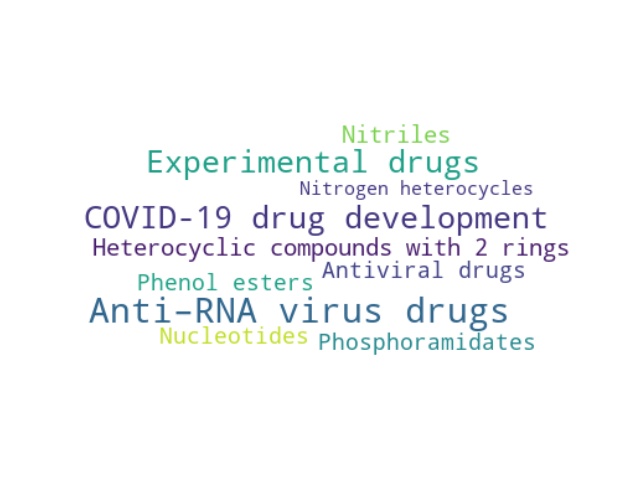 Nitriles
Experimental drugs
Nitrogen heterocycles
COVID-19 drug development
Heterocyclic compounds with 2 rings
Antiviral drugs
Phenol esters
Anti–RNA virus drugs
Nucleotides
Phosphoramidates